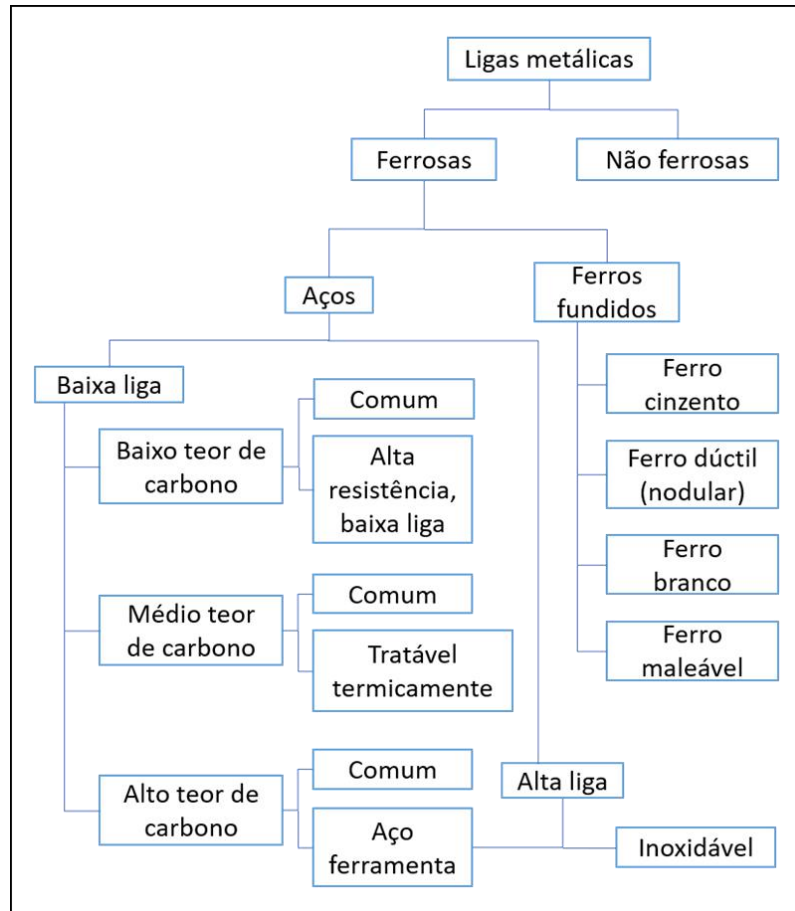 Ligas metálicas
Ferrosas
Não ferrosas
Aços
Ferros
fundidos
Baixa liga
Baixo teor de
carbono
Comum
Alta
resistência,
baixa liga
Médio teor
de carbono
Comum
Tratável
termicamente
Alto teor de
carbono
Comum
Aço
ferramenta
Alta liga
Inoxidável
Ferro
cinzento
Ferro dúctil
(nodular)
Ferro
branco
Ferro
maleável